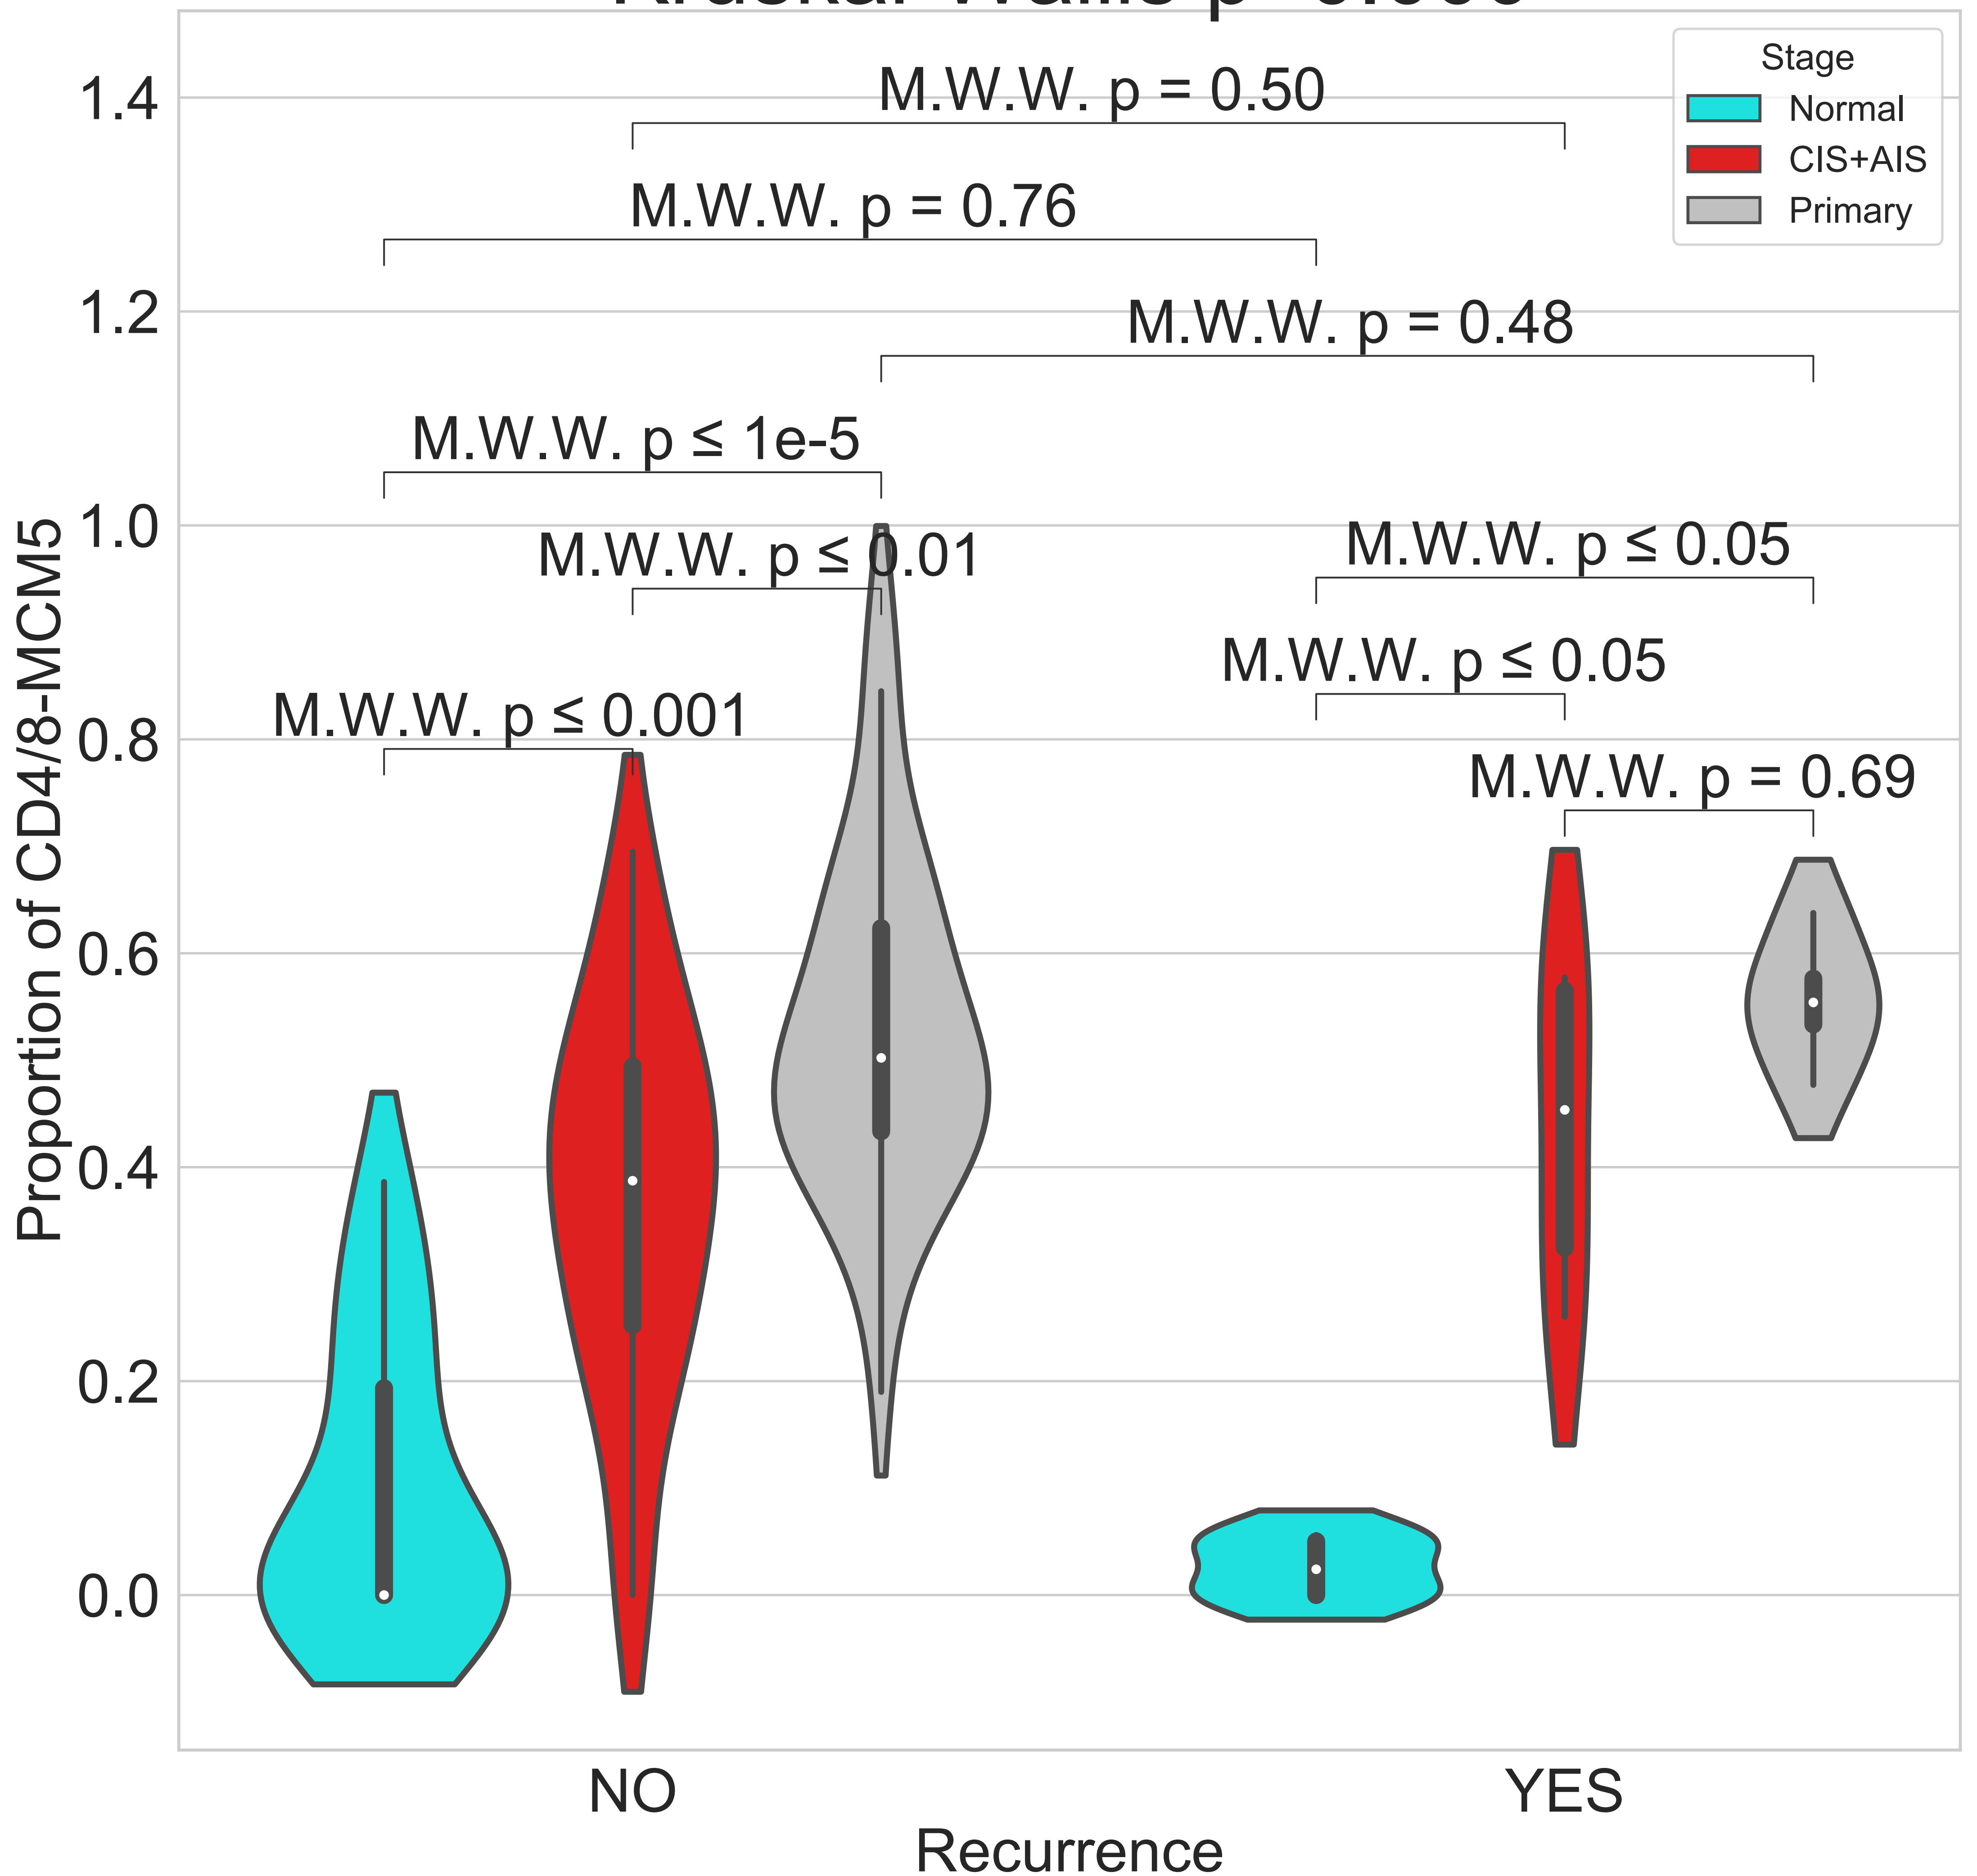 Stage
Normal
CIS+AIS
Primary
M.W.W. p = 0.50
M.W.W. p = 0.76
M.W.W. p = 0.48
M.W.W. p ≤ 1e-5
M.W.W. p ≤ 0.01
M.W.W. p ≤ 0.05
M.W.W. p ≤ 0.05
M.W.W. p ≤ 0.001
M.W.W. p = 0.69
1.4
1.2
1.0
0.8
0.6
0.4
0.2
0.0
Proportion of CD4/8-MCM5
NO
YES
Recurrence